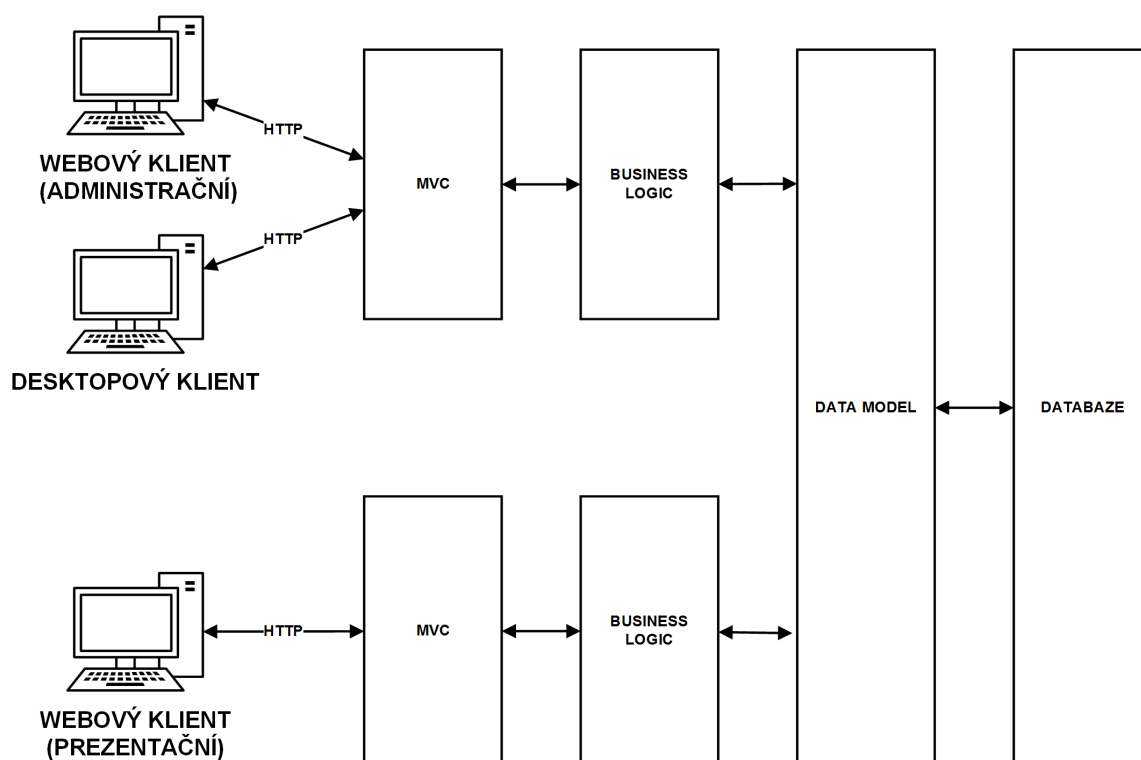 HTTP
WEBOVÝ KLIENT
(ADMINISTRAČNÍ)
MVC
BUSINESS
LOGIC
HTTP
DESKTOPOVÝ KLIENT
DATA MODEL
DATABAZE
HTTP
MVC
BUSINESS
LOGIC
WEBOVÝ KLIENT
(PREZENTAČNÍ)